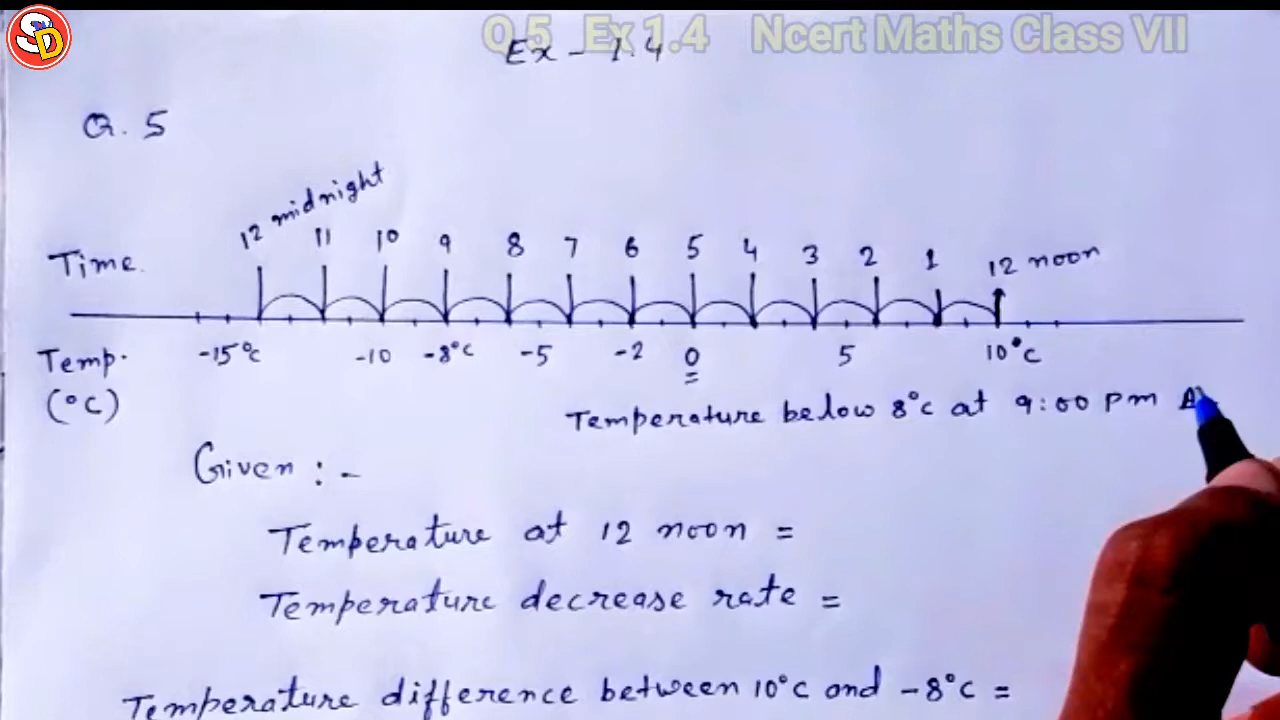 SD
Q 5 Ex 1.4 Ncert Maths Class VII
Ex - 1.4
Q. 5
12 midnight 11 10 9 8 7 6 5 4 3 2 1 12 noon
Time.
-15°C -10 -8°C -5 -2 0 5 10°C
Temp.
(°C)
Temperature below 8°C at 9:00 pm
Given : -
Temperature at 12 noon =
Temperature decrease rate =
Temperature difference between 10°C and -8°C =